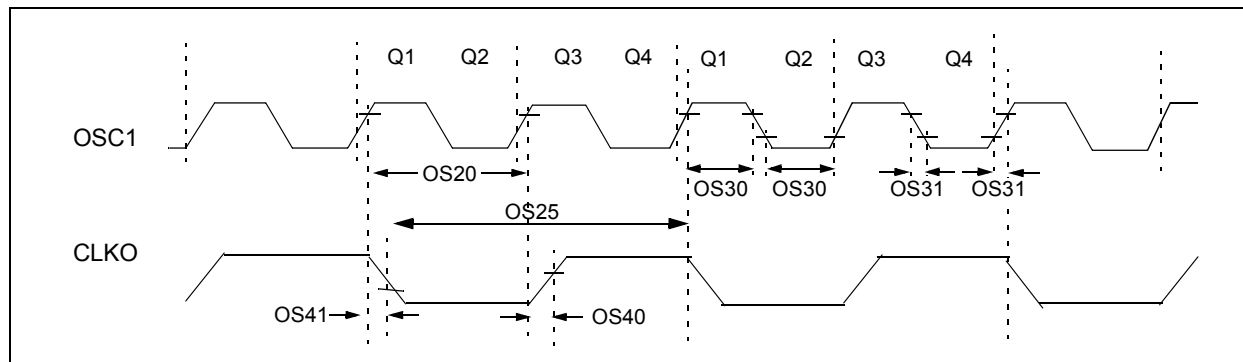 Q1 Q2 Q3 Q4 Q1 Q2 Q3 Q4
OSC1
OS20 OS30 OS30 OS31 OS31
OS25
CLKO
OS41 OS40